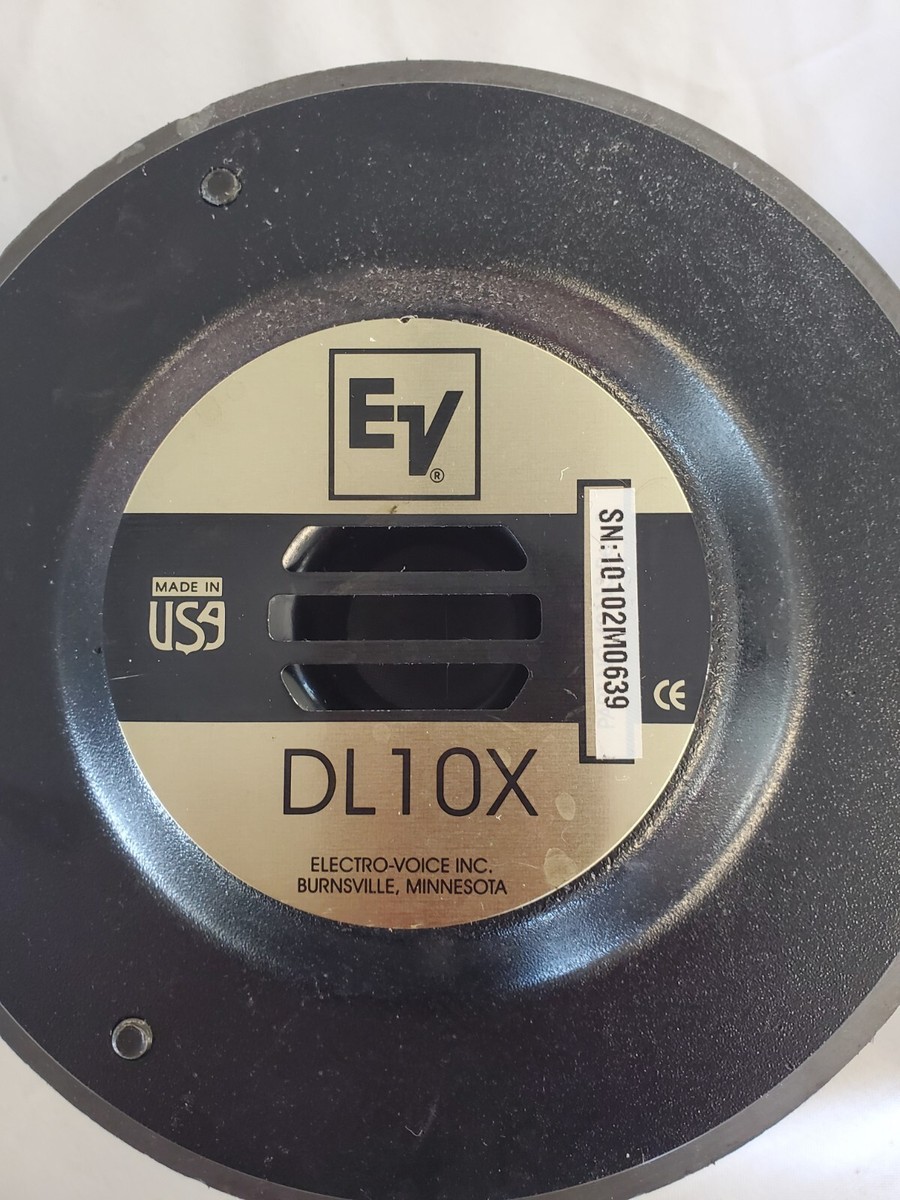 EV®
MADE IN
USA
SN:10102M0639
CE
DL10X
ELECTRO-VOICE INC.
BURNSVILLE, MINNESOTA